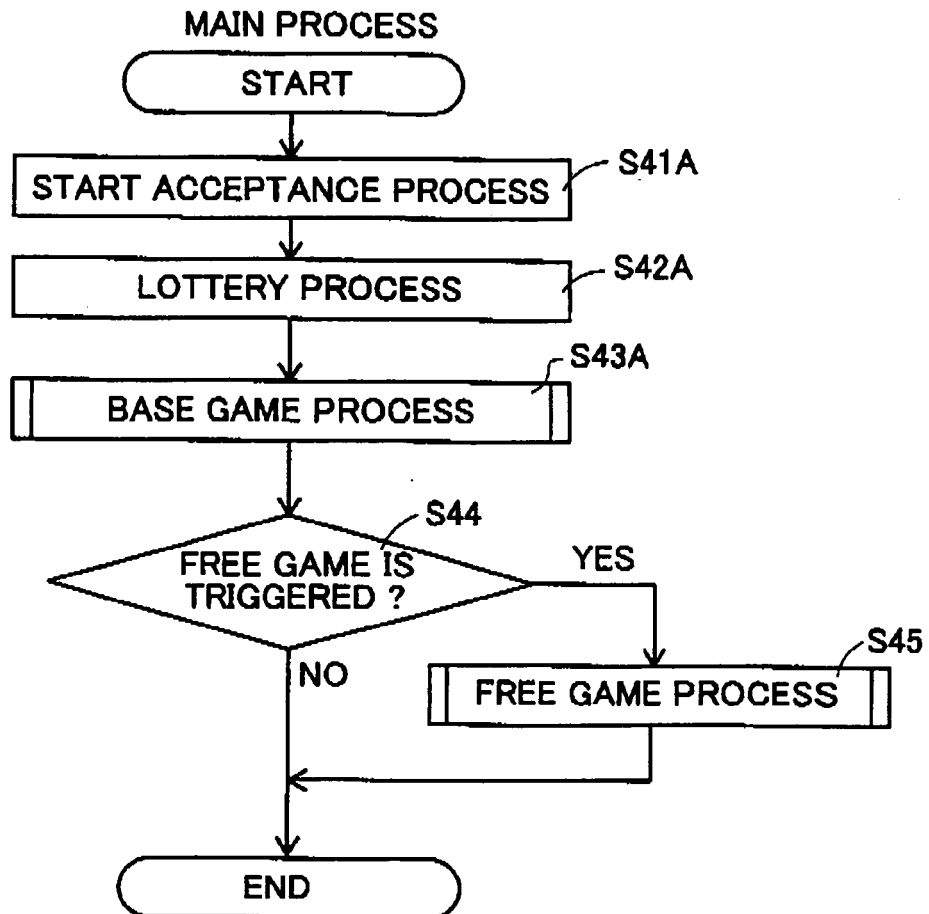 MAIN PROCESS
START
S41A
START ACCEPTANCE PROCESS
S42A
LOTTERY PROCESS
S43A
BASE GAME PROCESS
S44
FREE GAME IS
TRIGGERED ?
YES
NO
S45
FREE GAME PROCESS
END